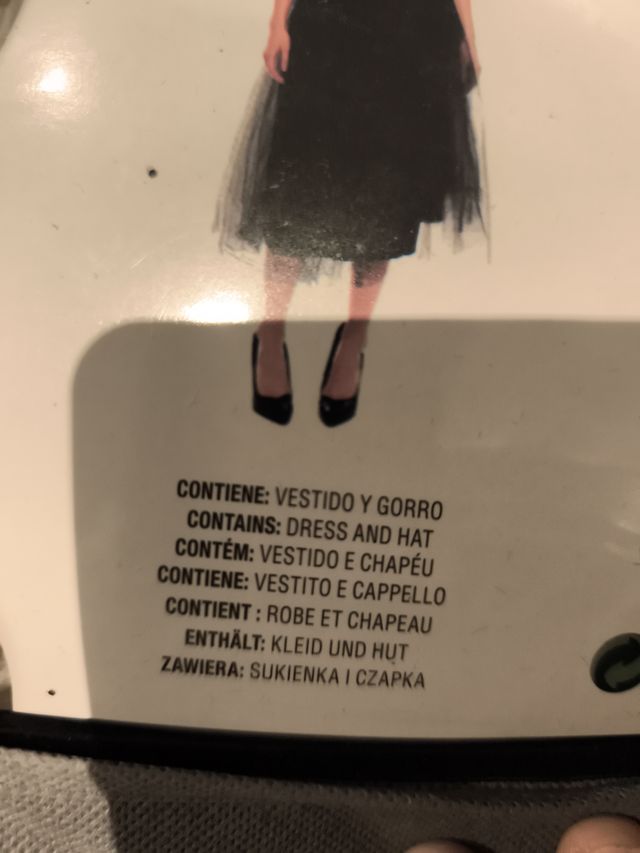 CONTIENE: VESTIDO Y GORRO
CONTAINS: DRESS AND HAT
CONTÉM: VESTIDO E CHAPÉU
CONTIENE: VESTITO E CAPPELLO
CONTIENT : ROBE ET CHAPEAU
ENTHÄLT: KLEID UND HUT
ZAWIERA: SUKIENKA I CZAPKA